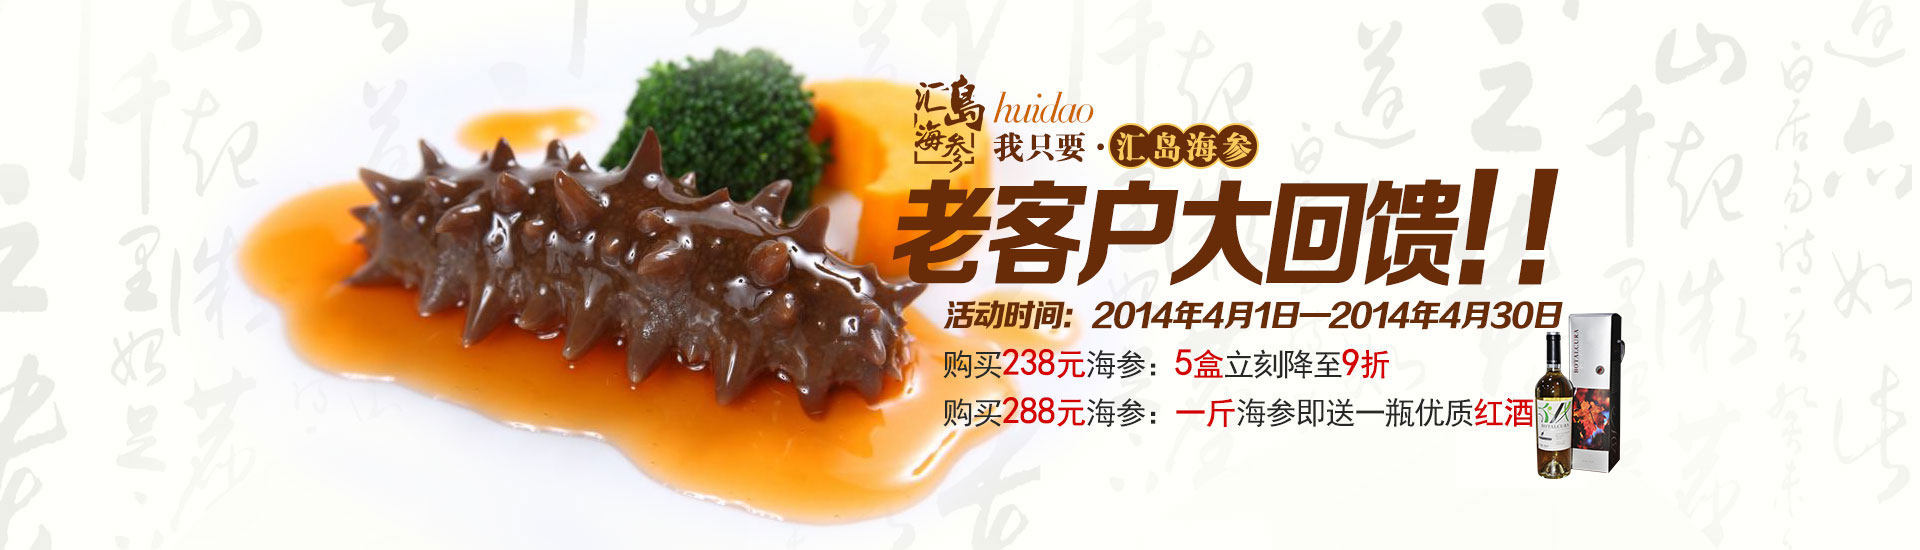 汇岛海参
huidao
我只要·汇岛海参
老客户大回馈!!
活动时间：2014年4月1日—2014年4月30日
购买238元海参：5盒立刻降至9折
购买288元海参：一斤海参即送一瓶优质红酒
BOTALCURA
BOTALCURA